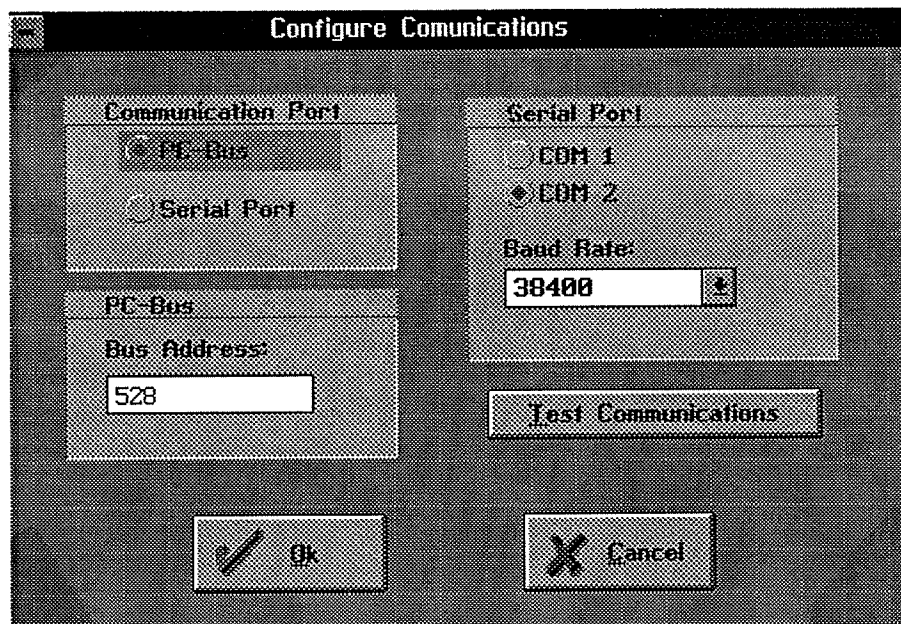 Configure Comunications
Communication Port
PC-Bus
Serial Port
PC-Bus
Bus Address:
528
Serial Port
COM 1
COM 2
Baud Rate:
38400
Test Communications
Ok
Cancel